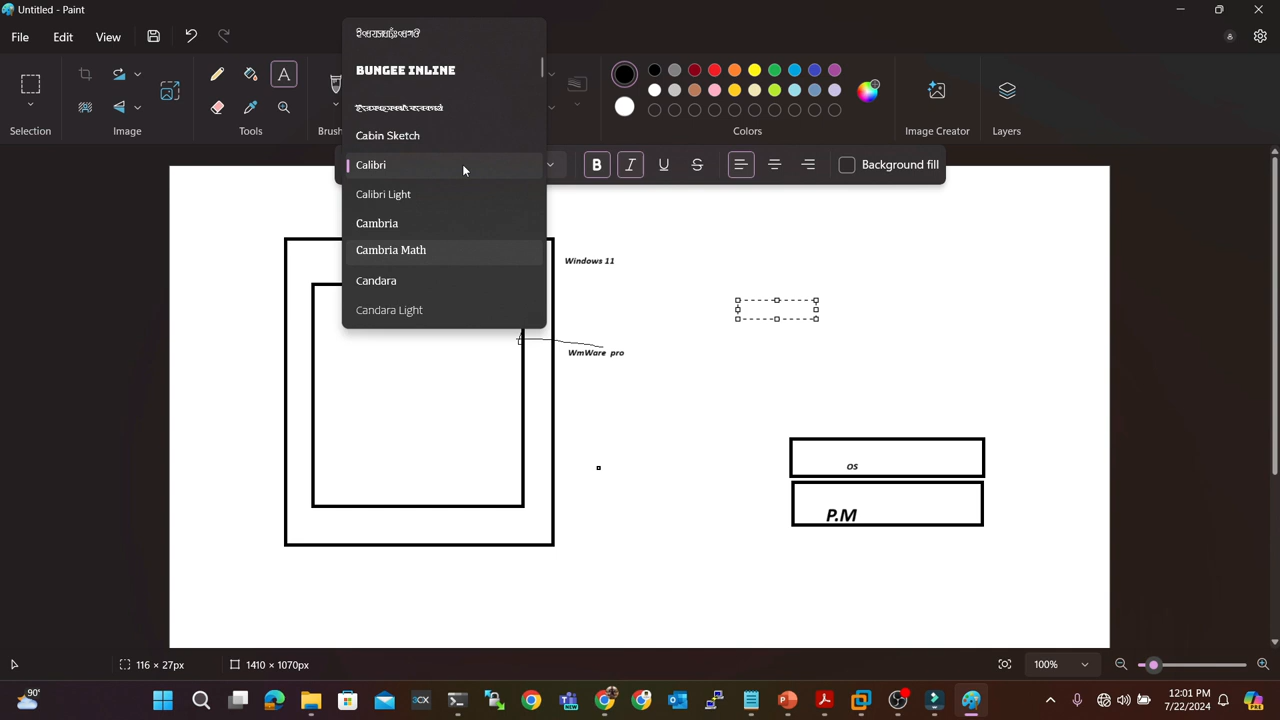 Untitled - Paint
File
Edit
View
BUNGEE INLINE
Cabin Sketch
Calibri
Calibri Light
Cambria
Cambria Math
Candara
Candara Light
B
I
U
S
Background fill
A
Selection
Image
Tools
Brush
Colors
Image Creator
Layers
Windows 11
WmWare pro
OS
P.M
116 × 27px
1410 × 1070px
100%
90°
12:01 PM
7/22/2024